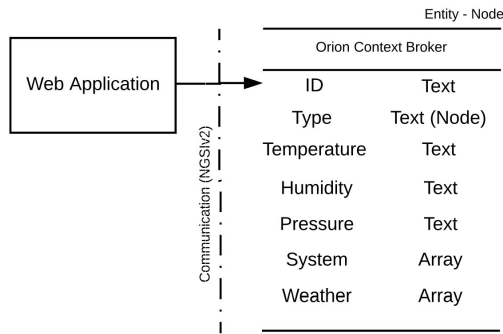 Entity - Node
Orion Context Broker
Web Application
Communication (NGSIv2)
ID Text
Type Text (Node)
Temperature Text
Humidity Text
Pressure Text
System Array
Weather Array